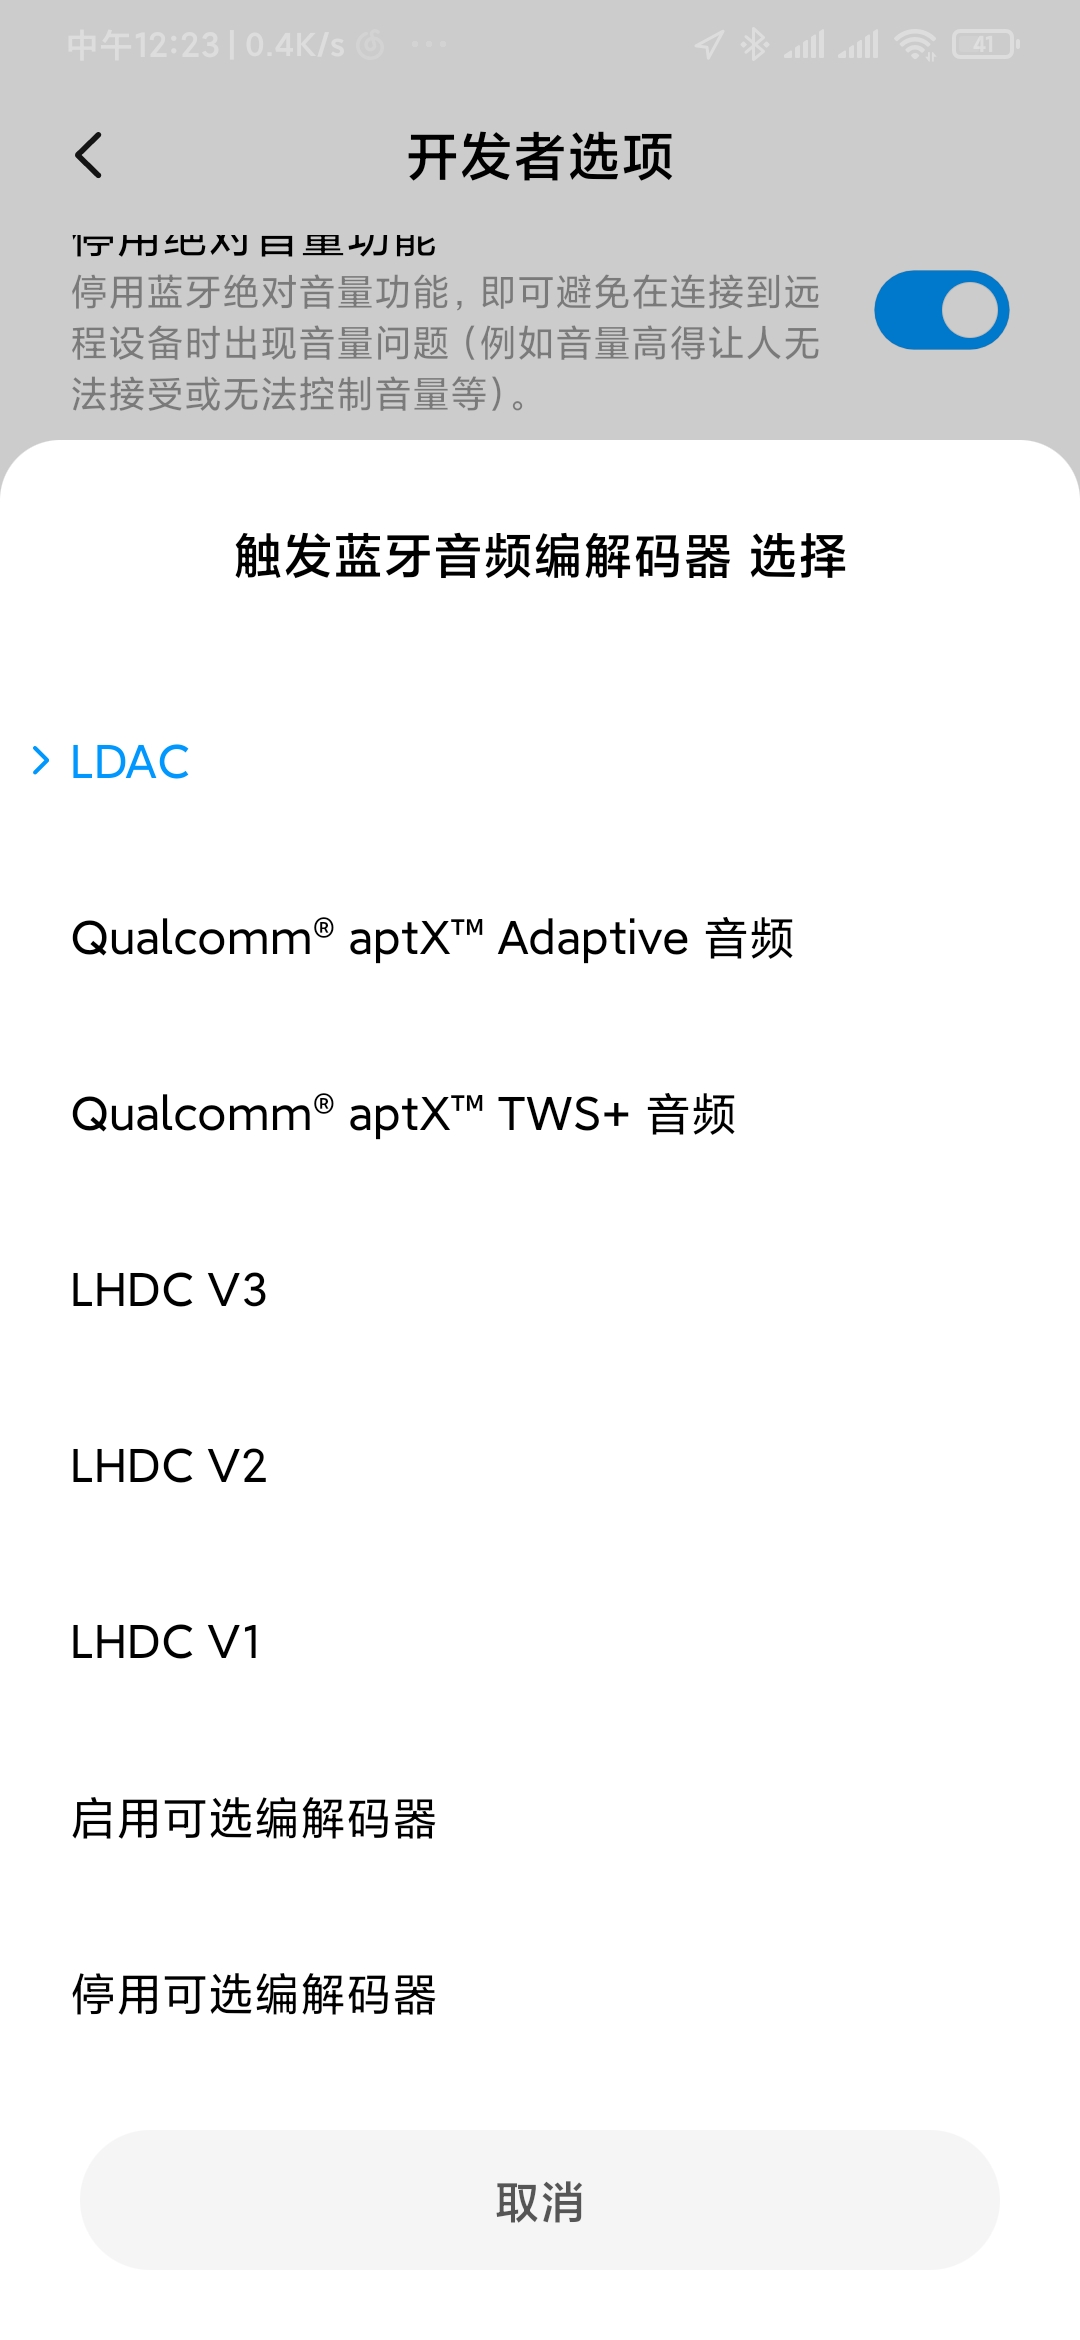 中午12:23 | 0.4K/s ···
41
开发者选项
停用绝对音量功能
停用蓝牙绝对音量功能，即可避免在连接到远
程设备时出现音量问题（例如音量高得让人无
法接受或无法控制音量等）。
触发蓝牙音频编解码器 选择
LDAC
Qualcomm® aptX™ Adaptive 音频
Qualcomm® aptX™ TWS+ 音频
LHDC V3
LHDC V2
LHDC V1
启用可选编解码器
停用可选编解码器
取消